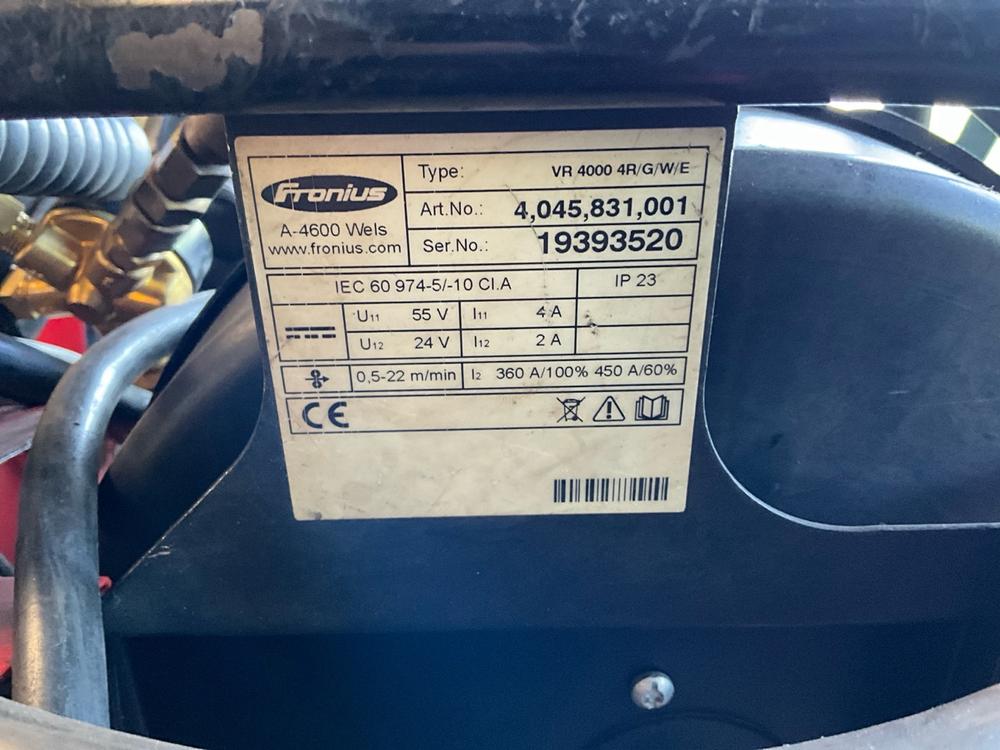 Fronius
A-4600 Wels
www.fronius.com
Type: VR 4000 4R/G/W/E
Art.No.: 4,045,831,001
Ser.No.: 19393520
IEC 60 974-5/-10 Cl.A IP 23
U11 55 V I11 4 A
U12 24 V I12 2 A
0,5-22 m/min I2 360 A/100% 450 A/60%
CE